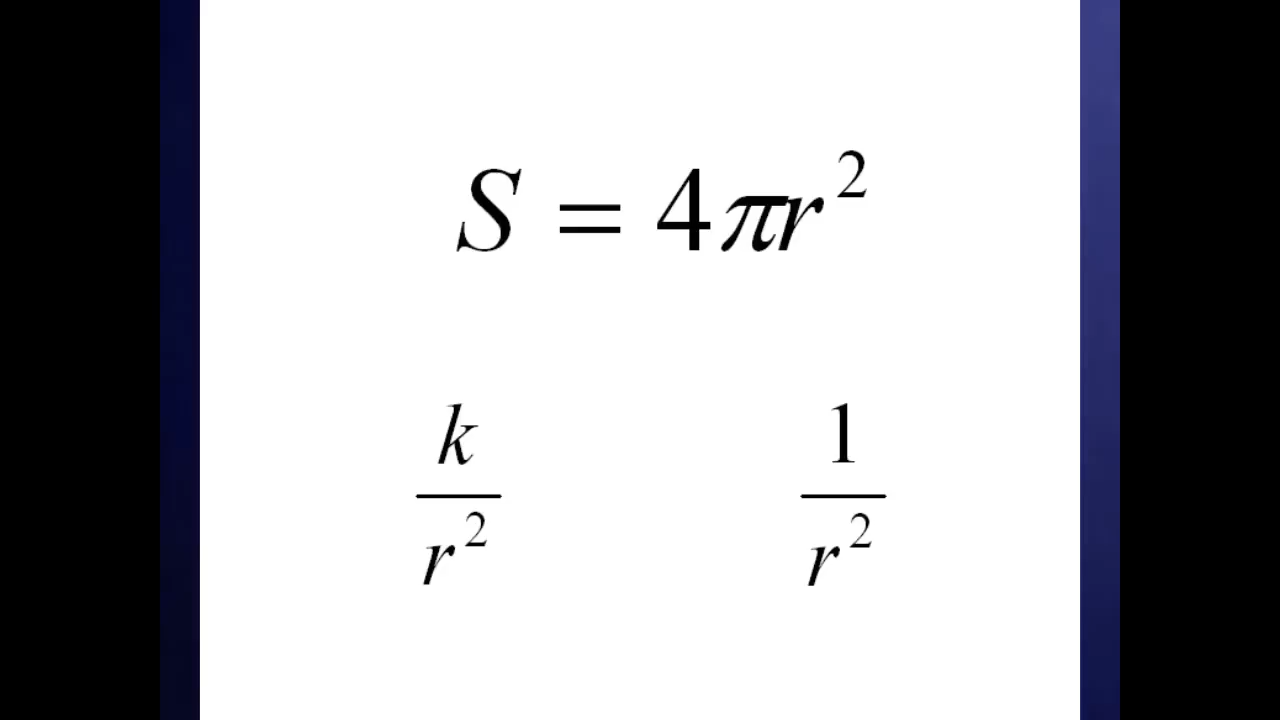 S = 4πr²
k/r² 1/r²